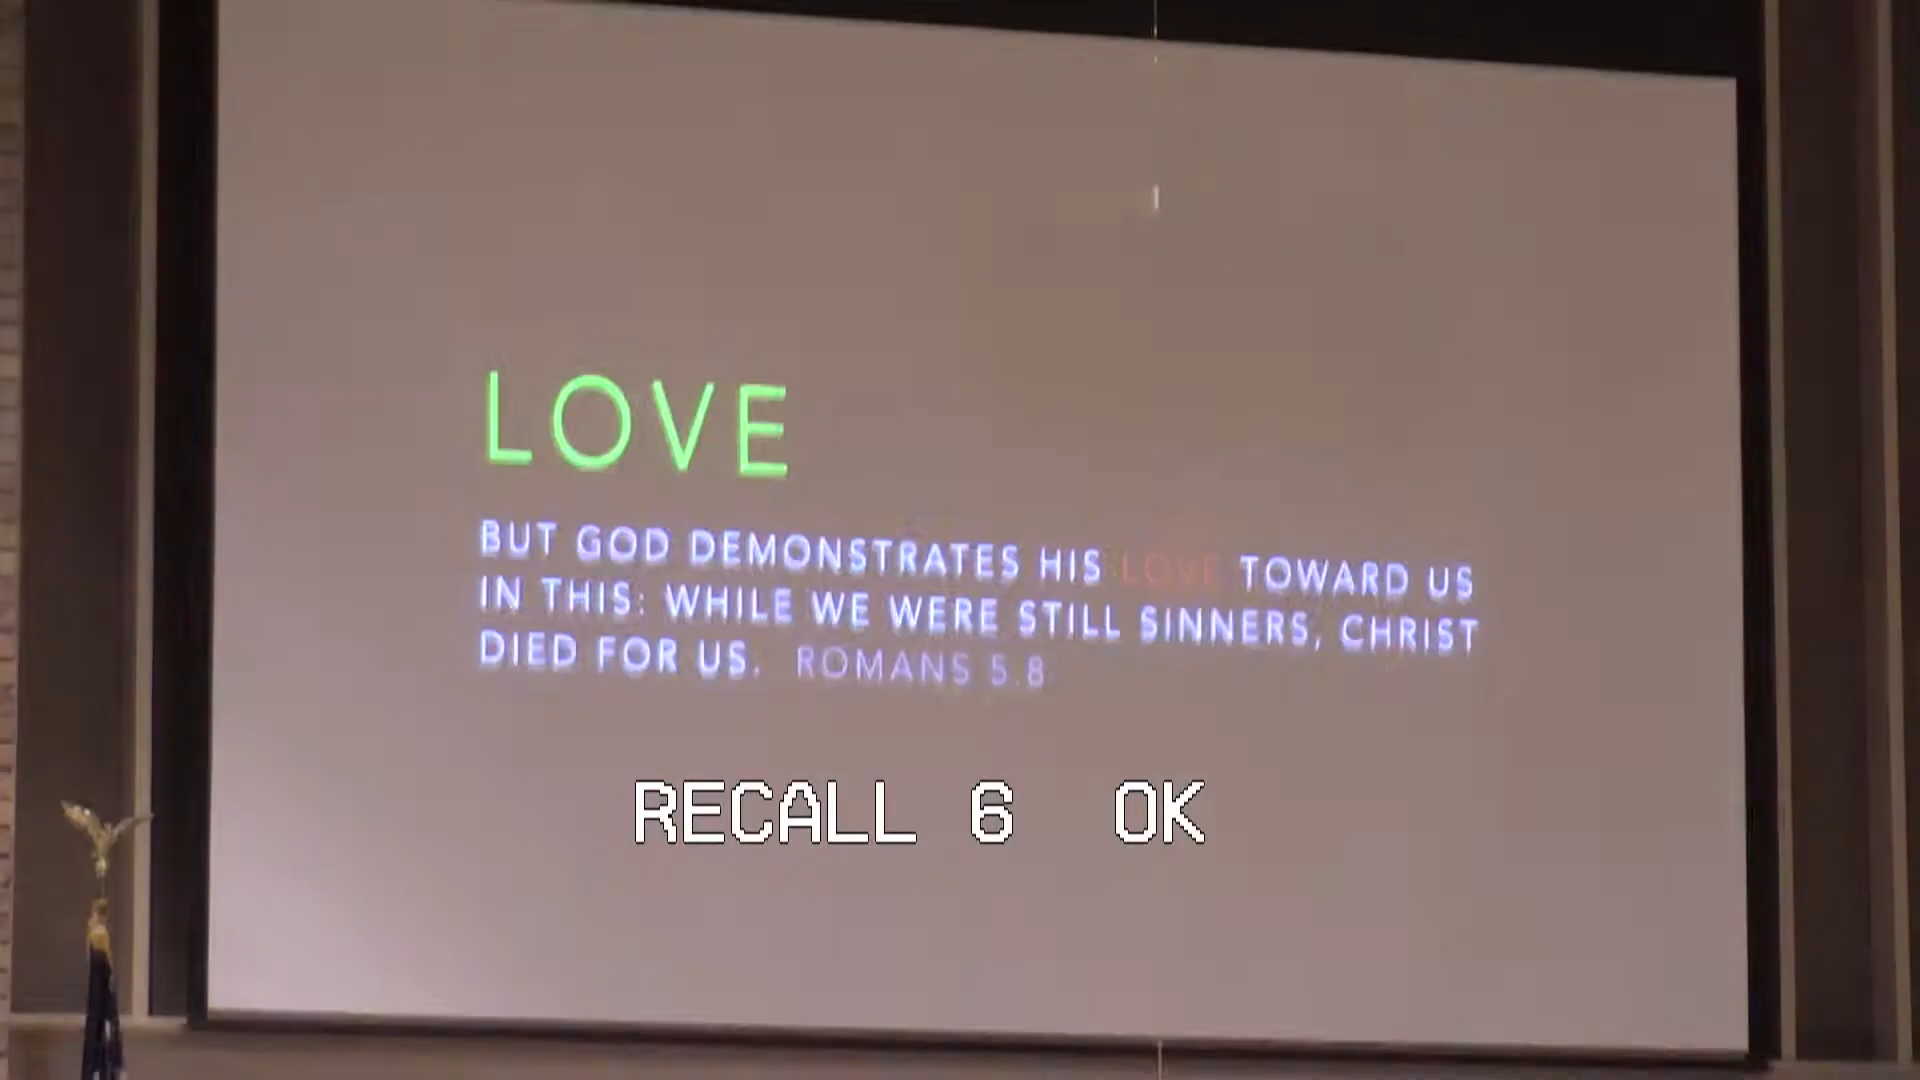 LOVE
BUT GOD DEMONSTRATES HIS LOVE TOWARD US
IN THIS: WHILE WE WERE STILL SINNERS, CHRIST
DIED FOR US. ROMANS 5.8
RECALL 6 OK